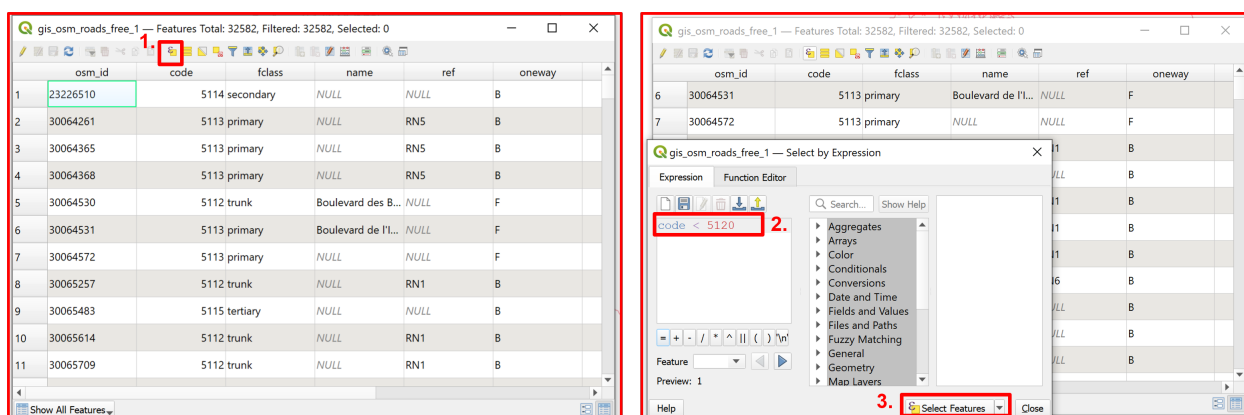 gis_osm_roads_free_1 — Features Total: 32582, Filtered: 32582, Selected: 0
1.
osm_id code fclass name ref oneway
1 23226510 5114 secondary NULL NULL B
2 30064261 5113 primary NULL RN5 B
3 30064365 5113 primary NULL RN5 B
4 30064368 5113 primary NULL RN5 B
5 30064530 5112 trunk Boulevard des B... NULL F
6 30064531 5113 primary Boulevard de l'I... NULL F
7 30064572 5113 primary NULL NULL F
8 30065257 5112 trunk NULL RN1 B
9 30065483 5115 tertiary NULL NULL B
10 30065614 5112 trunk NULL RN1 B
11 30065709 5112 trunk NULL RN1 B
Show All Features
gis_osm_roads_free_1 — Features Total: 32582, Filtered: 32582, Selected: 0
osm_id code fclass name ref oneway
6 30064531 5113 primary Boulevard de l'I... NULL F
7 30064572 5113 primary NULL NULL F
B
B
B
B
B
B
B
B
B
gis_osm_roads_free_1 — Select by Expression
Expression Function Editor
Search... Show Help
code < 5120 2.
Aggregates
Arrays
Color
Conditionals
Conversions
Date and Time
Fields and Values
Files and Paths
Fuzzy Matching
General
Geometry
Map Layers
= + - / * ^ || ( ) '\n'
Feature
Preview: 1
Help 3. Select Features Close